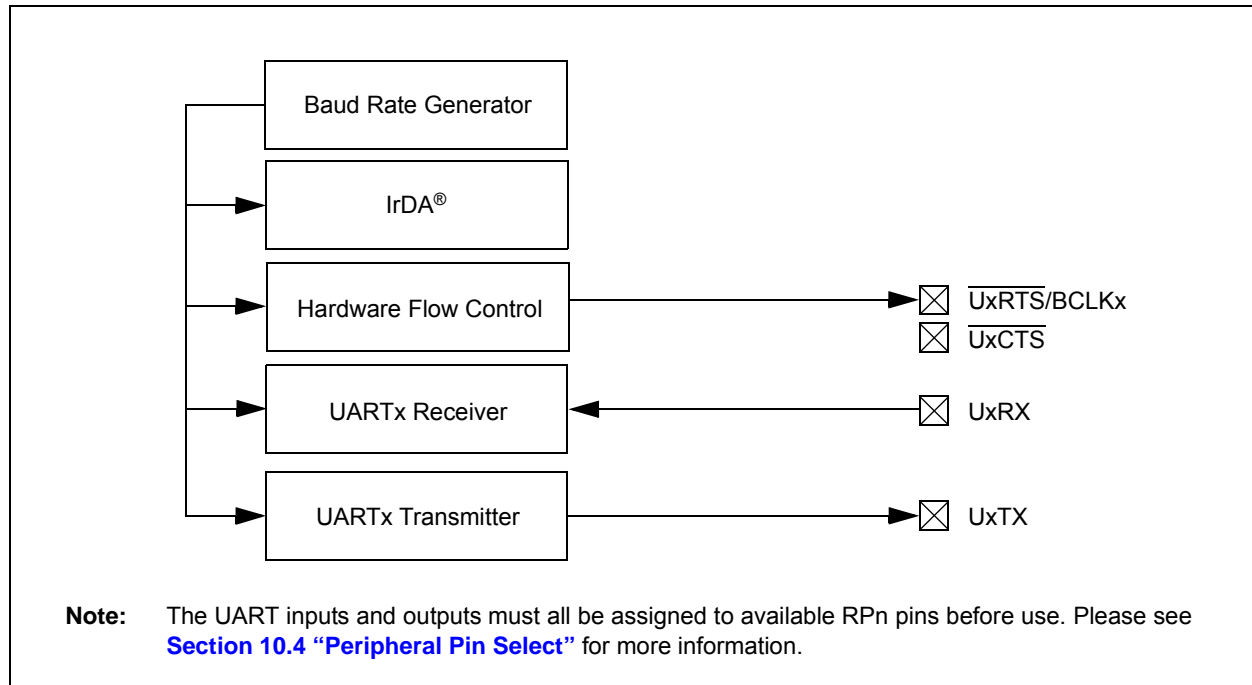 Baud Rate Generator
IrDA®
Hardware Flow Control
UxRTS/BCLKx
UxCTS
UARTx Receiver
UxRX
UARTx Transmitter
UxTX
Note: The UART inputs and outputs must all be assigned to available RPn pins before use. Please see
Section 10.4 “Peripheral Pin Select” for more information.